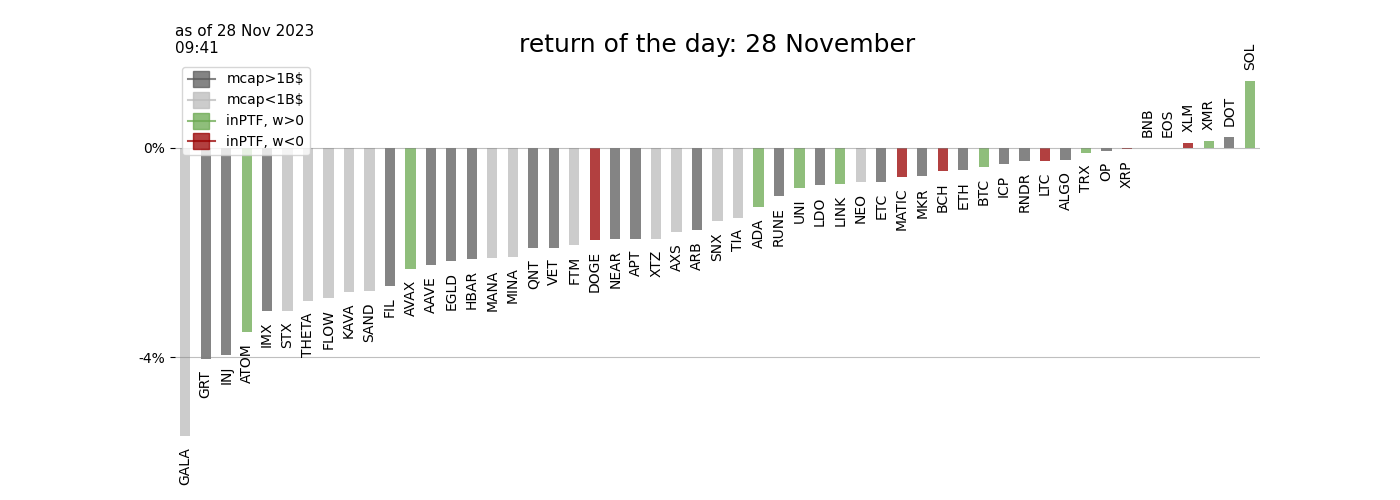 as of 28 Nov 2023
09:41
return of the day: 28 November
mcap>1B$
mcap<1B$
inPTF, w>0
inPTF, w<0
0%
-4%
GALA
GRT
INJ
ATOM
IMX
STX
THETA
FLOW
KAVA
SAND
FIL
AVAX
AAVE
EGLD
HBAR
MANA
MINA
QNT
VET
FTM
DOGE
NEAR
APT
XTZ
AXS
ARB
SNX
TIA
ADA
RUNE
UNI
LDO
LINK
NEO
ETC
MATIC
MKR
BCH
ETH
BTC
ICP
RNDR
LTC
ALGO
TRX
OP
XRP
BNB
EOS
XLM
XMR
DOT
SOL